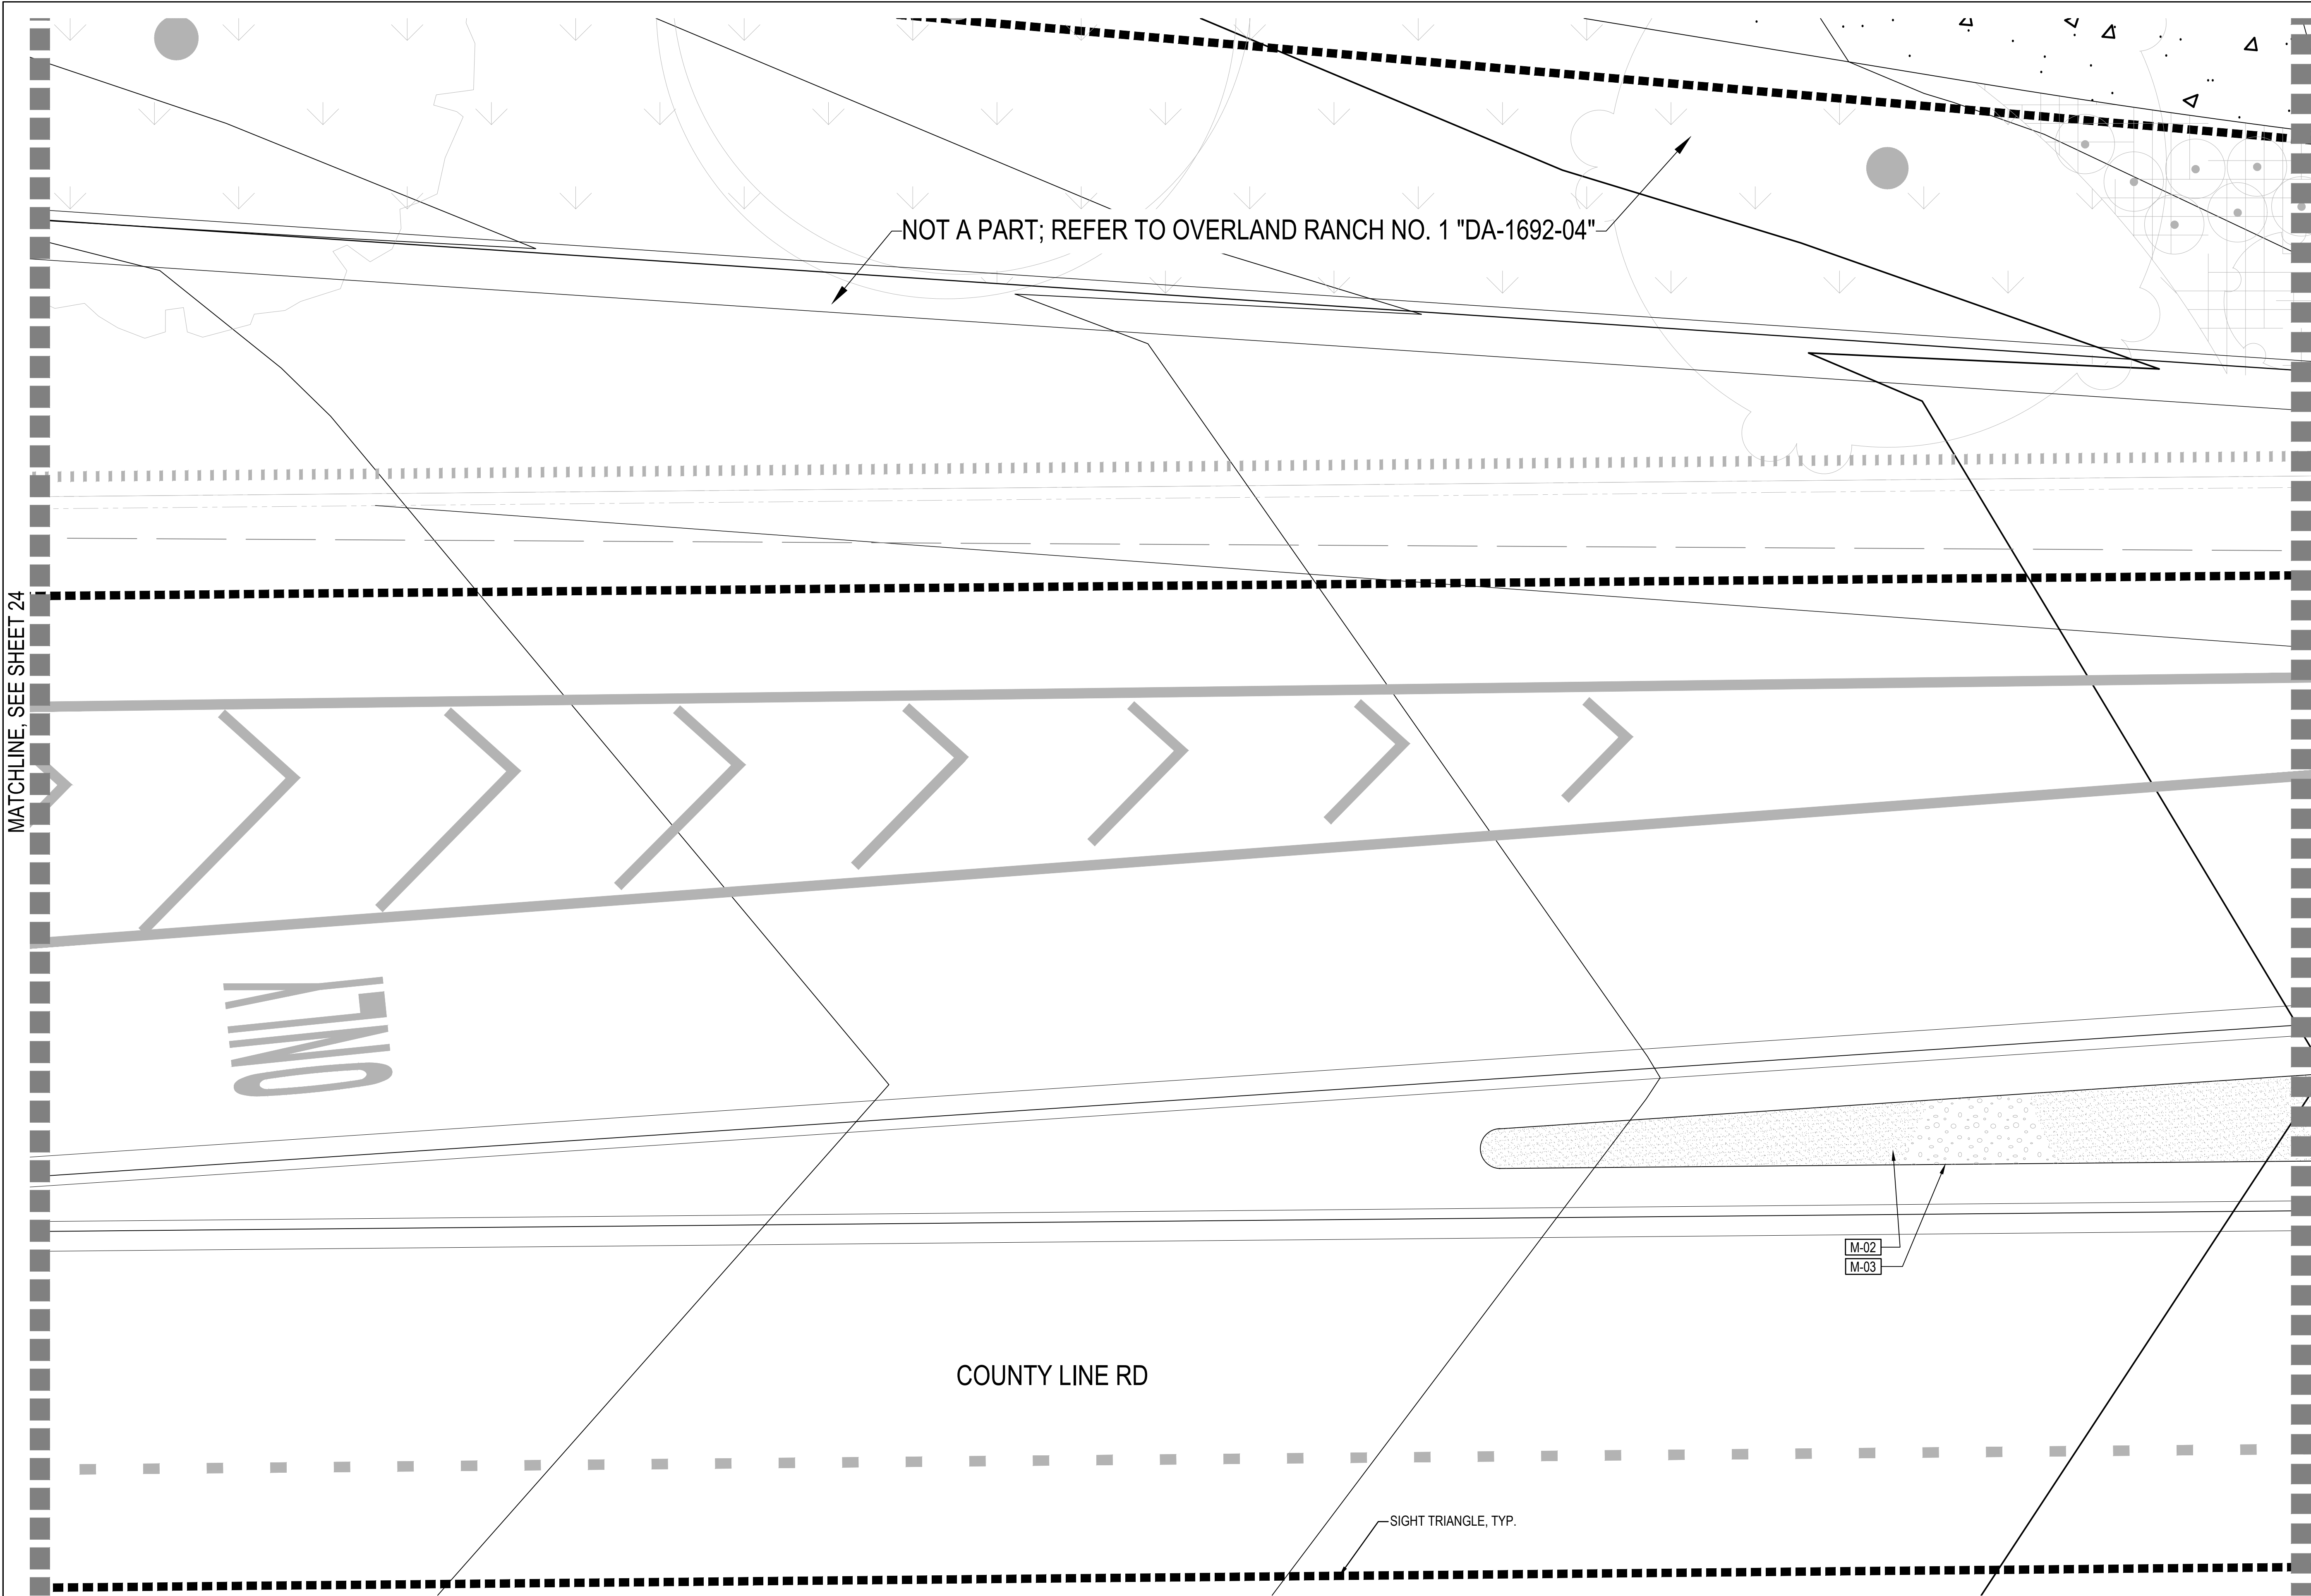 NOT A PART; REFER TO OVERLAND RANCH NO. 1 "DA-1692-04"
MATCHLINE, SEE SHEET 24
ONLY
M-02
M-03
COUNTY LINE RD
SIGHT TRIANGLE, TYP.